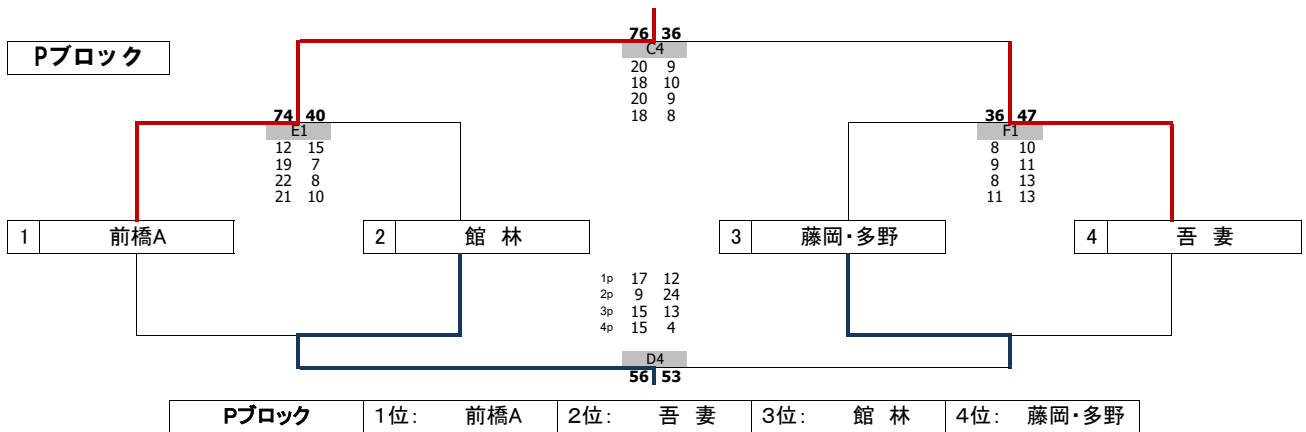 Pブロック
76 36
C4
20 9
18 10
20 9
18 8
74 40
E1
12 15
19 7
22 8
21 10
36 47
F1
8 10
9 11
8 13
11 13
1 前橋A
2 館 林
3 藤岡・多野
4 吾 妻
1p 17 12
2p 9 24
3p 15 13
4p 15 4
D4
56 53
Pブロック 1位: 前橋A 2位: 吾 妻 3位: 館 林 4位: 藤岡・多野